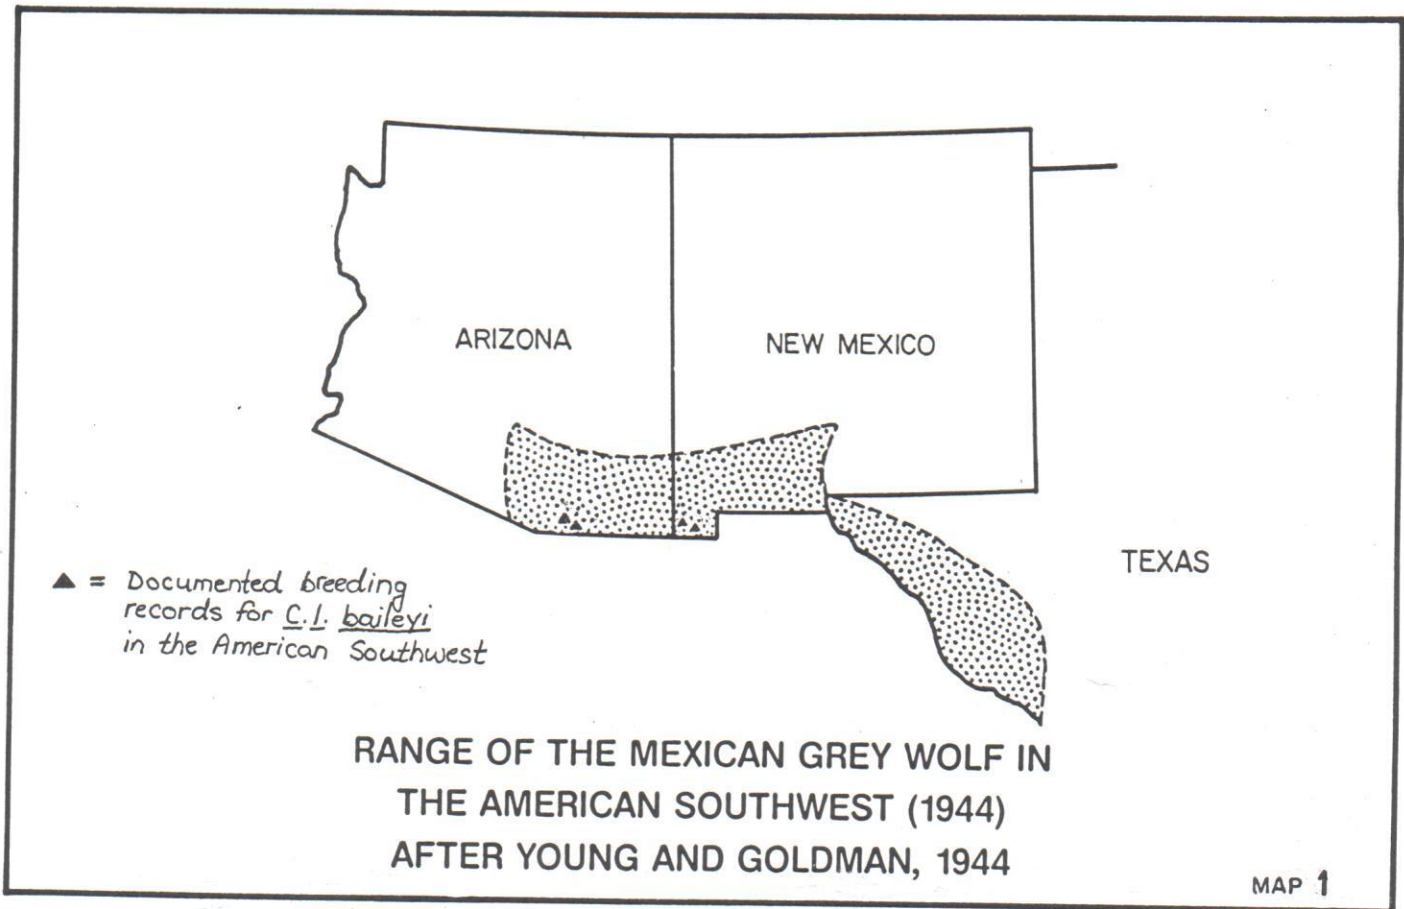 ARIZONA
NEW MEXICO
TEXAS
▲ = Documented breeding
records for C.l. baileyi
in the American Southwest
RANGE OF THE MEXICAN GREY WOLF IN
THE AMERICAN SOUTHWEST (1944)
AFTER YOUNG AND GOLDMAN, 1944
MAP 1